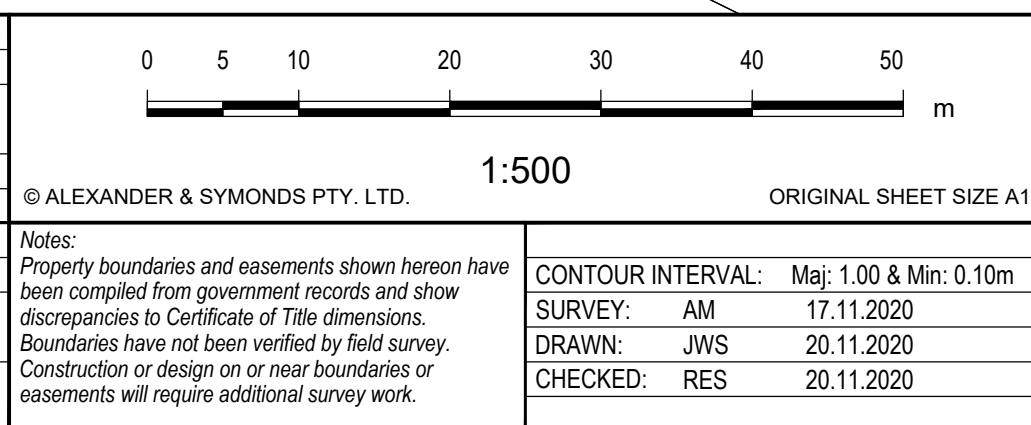 0 5 10 20 30 40 50
m
1:500
© ALEXANDER & SYMONDS PTY. LTD. ORIGINAL SHEET SIZE A1
Notes:
Property boundaries and easements shown hereon have
been compiled from government records and show
discrepancies to Certificate of Title dimensions.
Boundaries have not been verified by field survey.
Construction or design on or near boundaries or
easements will require additional survey work.
CONTOUR INTERVAL: Maj: 1.00 & Min: 0.10m
SURVEY: AM 17.11.2020
DRAWN: JWS 20.11.2020
CHECKED: RES 20.11.2020